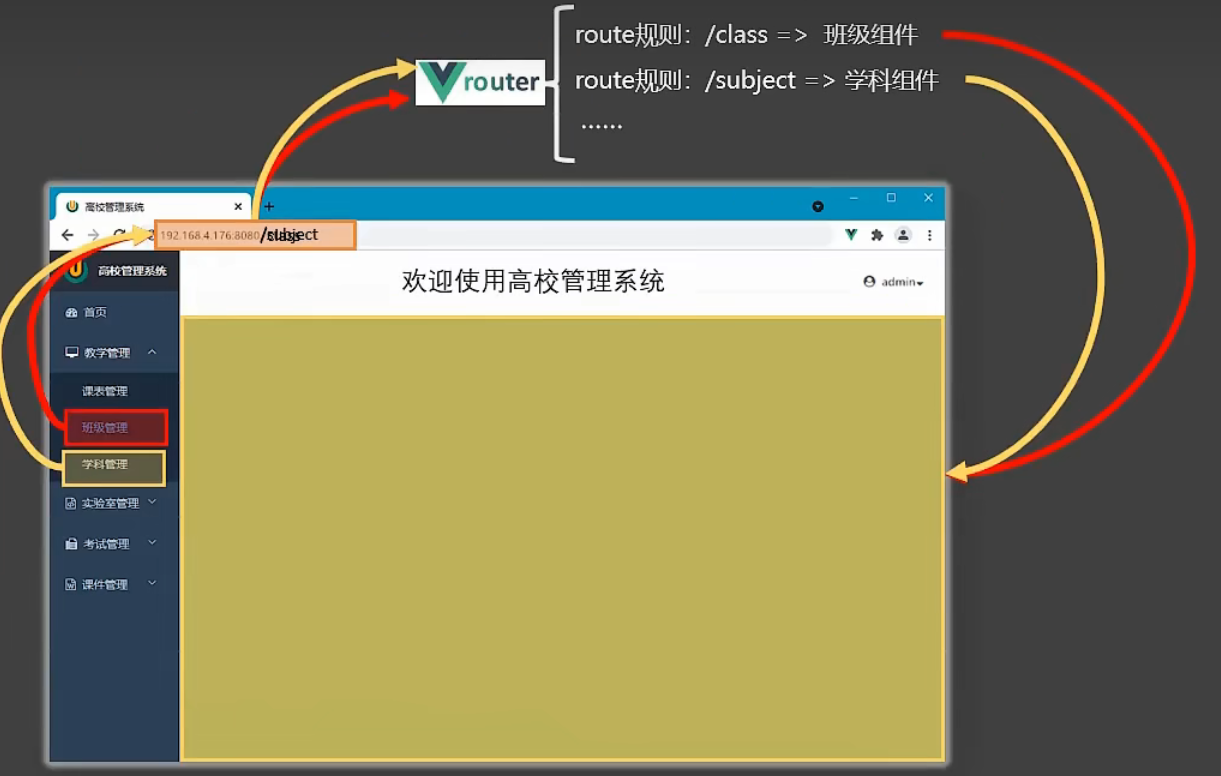 route规则：/class => 班级组件
router
route规则：/subject => 学科组件
......
高校管理系统
192.168.4.176:8080/subject
高校管理系统
欢迎使用高校管理系统
admin
首页
教学管理
课表管理
班级管理
学科管理
实验室管理
考试管理
课件管理